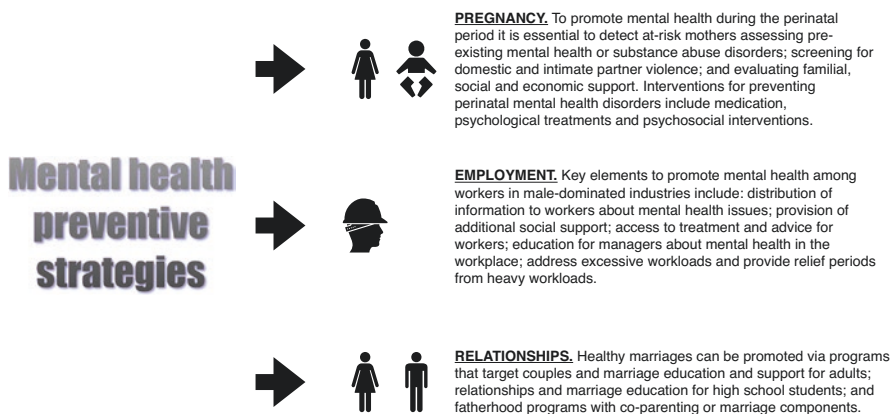 Mental health
preventive
strategies
PREGNANCY. To promote mental health during the perinatal
period it is essential to detect at-risk mothers assessing pre-
existing mental health or substance abuse disorders; screening for
domestic and intimate partner violence; and evaluating familial,
social and economic support. Interventions for preventing
perinatal mental health disorders include medication,
psychological treatments and psychosocial interventions.
EMPLOYMENT. Key elements to promote mental health among
workers in male-dominated industries include: distribution of
information to workers about mental health issues; provision of
additional social support; access to treatment and advice for
workers; education for managers about mental health in the
workplace; address excessive workloads and provide relief periods
from heavy workloads.
RELATIONSHIPS. Healthy marriages can be promoted via programs
that target couples and marriage education and support for adults;
relationships and marriage education for high school students; and
fatherhood programs with co-parenting or marriage components.